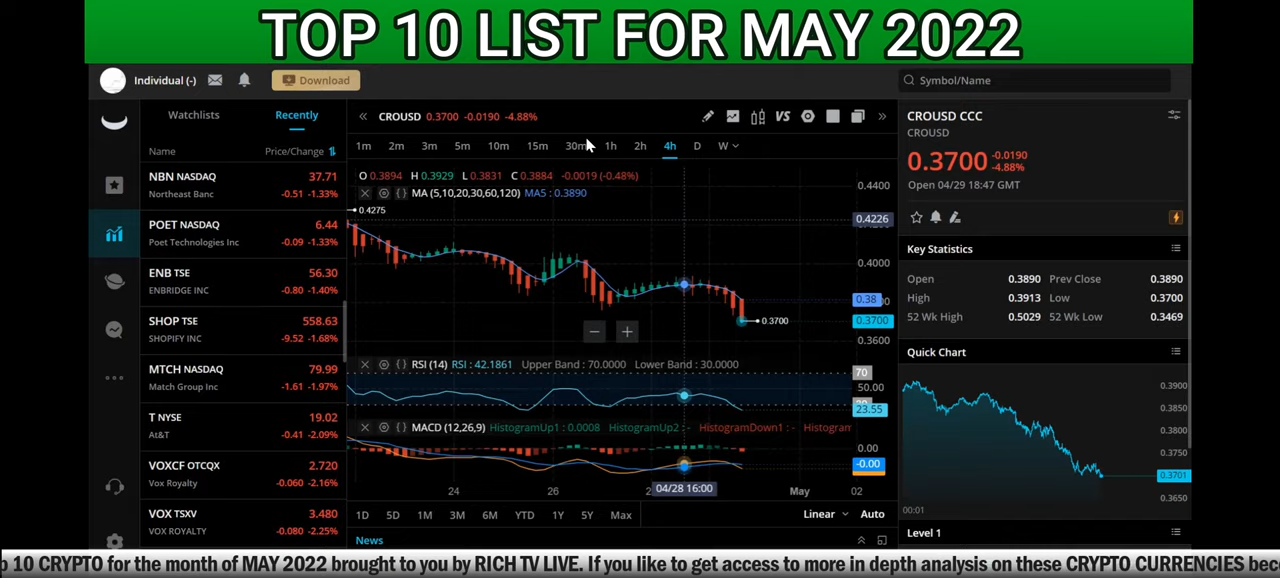 TOP 10 LIST FOR MAY 2022
Individual (-)
Download
Symbol/Name
Watchlists Recently
Name Price/Change
NBN NASDAQ 37.71
Northeast Banc -0.51 -1.33%
POET NASDAQ 6.44
Poet Technologies Inc -0.09 -1.33%
ENB TSE 56.30
ENBRIDGE INC -0.80 -1.40%
SHOP TSE 558.63
SHOPIFY INC -9.52 -1.68%
MTCH NASDAQ 79.99
Match Group Inc -1.61 -1.97%
T NYSE 19.02
At&T -0.41 -2.09%
VOXCF OTCQX 2.720
Vox Royalty -0.060 -2.16%
VOX TSXV 3.480
VOX ROYALTY -0.080 -2.25%
CROUSD 0.3700 -0.0190 -4.88%
VS
1m 2m 3m 5m 10m 15m 30m 1h 2h 4h D W
O 0.3894 H 0.3929 L 0.3831 C 0.3884 -0.0019 (-0.48%)
MA (5,10,20,30,60,120) MA5: 0.3890
0.4275
0.4400
0.4226
0.4000
0.38
0.3700
0.3700
0.3600
RSI (14) RSI : 42.1861 Upper Band : 70.0000 Lower Band : 30.0000
70
50.00
23.55
MACD (12,26,9) HistogramUp1 : 0.0008 HistogramUp2 : - HistogramDown1 : - Histogram
0.00
-0.00
24 26 04/28 16:00 May 02
1D 5D 1M 3M 6M YTD 1Y 5Y Max Linear Auto
News
CROUSD CCC
CROUSD
0.3700 -0.0190
-4.88%
Open 04/29 18:47 GMT
Key Statistics
Open 0.3890 Prev Close 0.3890
High 0.3913 Low 0.3700
52 Wk High 0.5029 52 Wk Low 0.3469
Quick Chart
0.3900
0.3850
0.3800
0.3750
0.3701
0.3650
00:01
Level 1
p 10 CRYPTO for the month of MAY 2022 brought to you by RICH TV LIVE. If you like to get access to more in depth analysis on these CRYPTO CURRENCIES bec